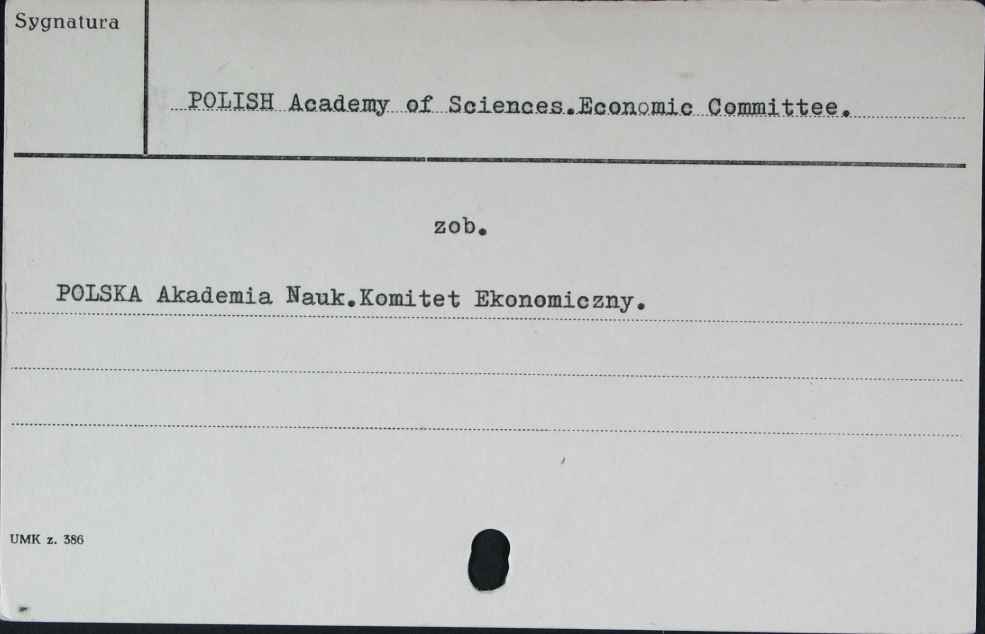 Sygnatura
POLISH Academy of Sciences.Economic Committee.
zob.
POLSKA Akademia Nauk.Komitet Ekonomiczny.
UMK z. 386